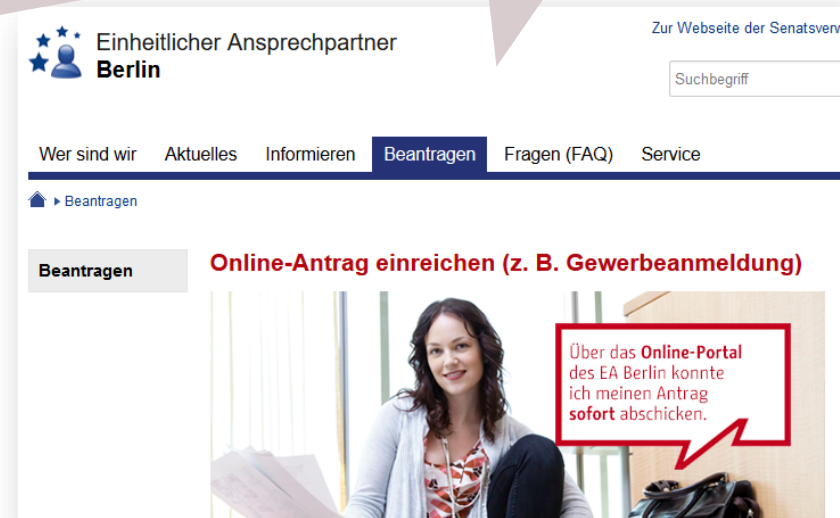 Einheitlicher Ansprechpartner
Berlin
Zur Webseite der
Suchbegriff
Wer sind wir Aktuelles Informieren Beantragen Fragen (FAQ) Service
Beantragen
Beantragen
Online-Antrag einreichen (z. B. Gewerbeanmeldung)
Über das Online-Portal
des EA Berlin konnte
ich meinen Antrag
sofort abschicken.